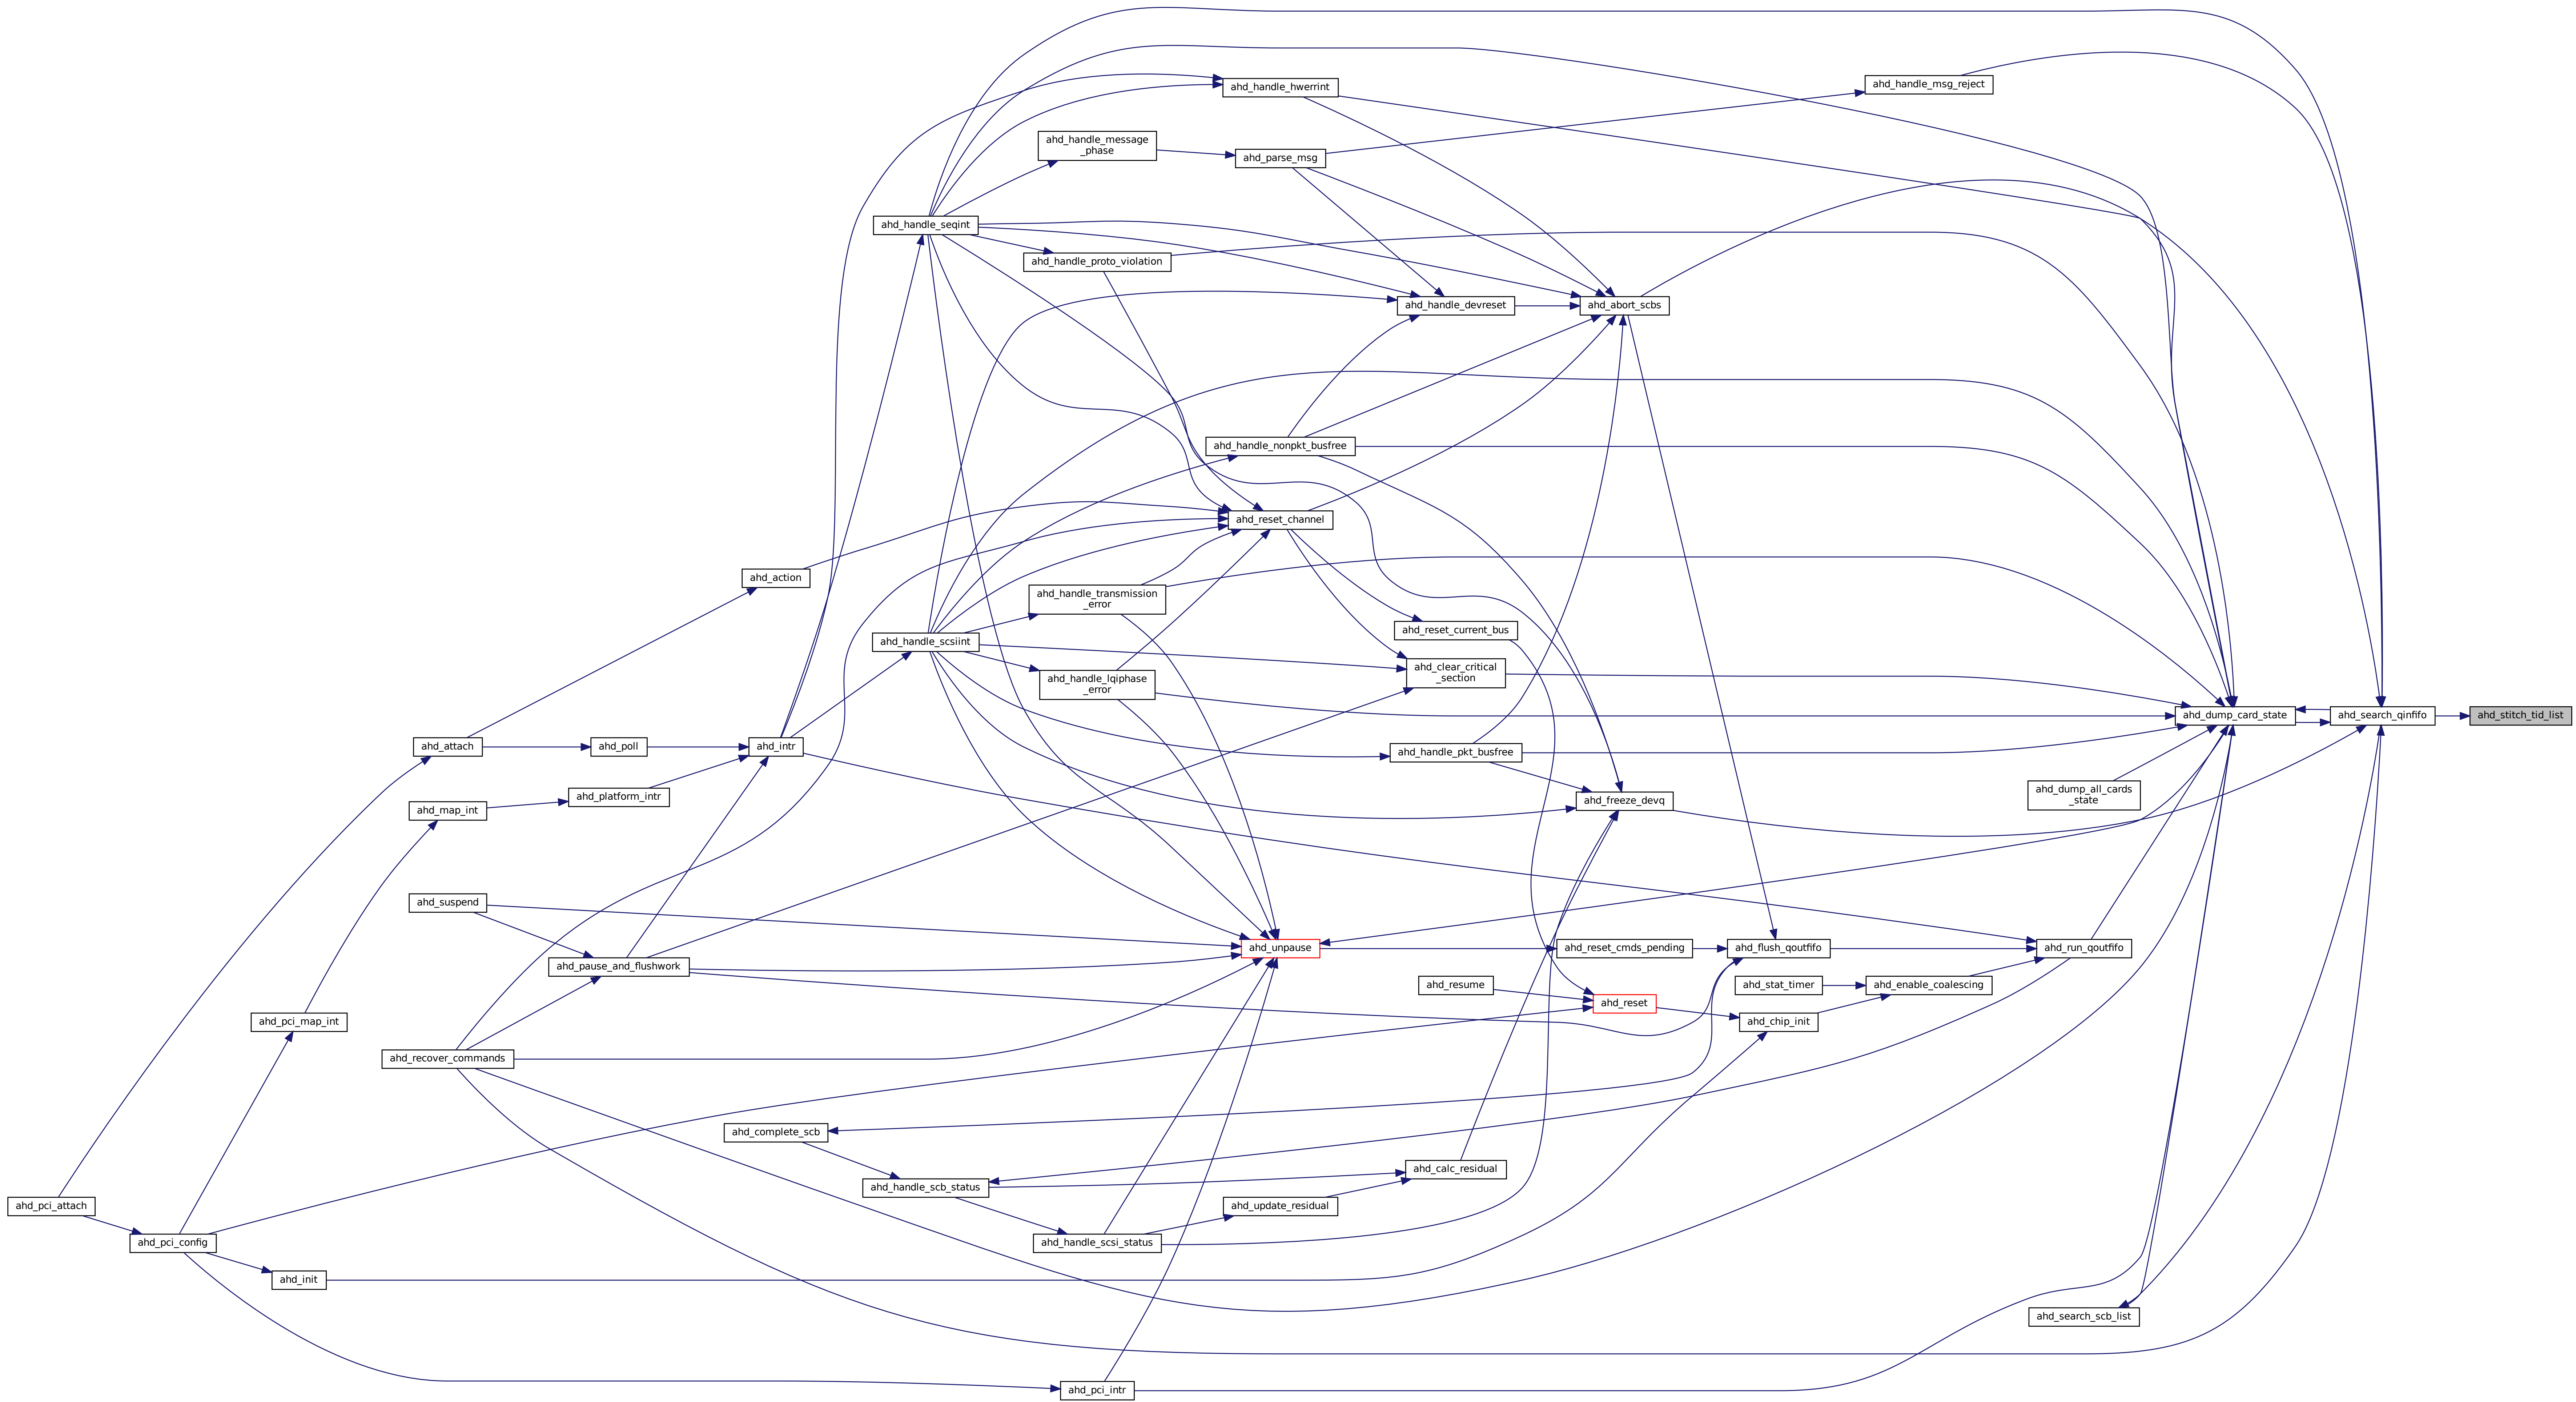 ahd_handle_hwerrint
ahd_handle_msg_reject
ahd_handle_message
_phase
ahd_parse_msg
ahd_handle_seqint
ahd_handle_proto_violation
ahd_handle_devreset
ahd_abort_scbs
ahd_handle_nonpkt_busfree
ahd_reset_channel
ahd_action
ahd_handle_transmission
_error
ahd_reset_current_bus
ahd_handle_scsiint
ahd_clear_critical
_section
ahd_handle_lqiphase
_error
ahd_dump_card_state
ahd_search_qinfifo
ahd_stitch_tid_list
ahd_attach
ahd_poll
ahd_intr
ahd_handle_pkt_busfree
ahd_map_int
ahd_platform_intr
ahd_freeze_devq
ahd_dump_all_cards
_state
ahd_suspend
ahd_unpause
ahd_reset_cmds_pending
ahd_flush_qoutfifo
ahd_run_qoutfifo
ahd_pause_and_flushwork
ahd_resume
ahd_stat_timer
ahd_enable_coalescing
ahd_reset
ahd_chip_init
ahd_pci_map_int
ahd_recover_commands
ahd_complete_scb
ahd_calc_residual
ahd_handle_scb_status
ahd_pci_attach
ahd_update_residual
ahd_pci_config
ahd_handle_scsi_status
ahd_init
ahd_search_scb_list
ahd_pci_intr